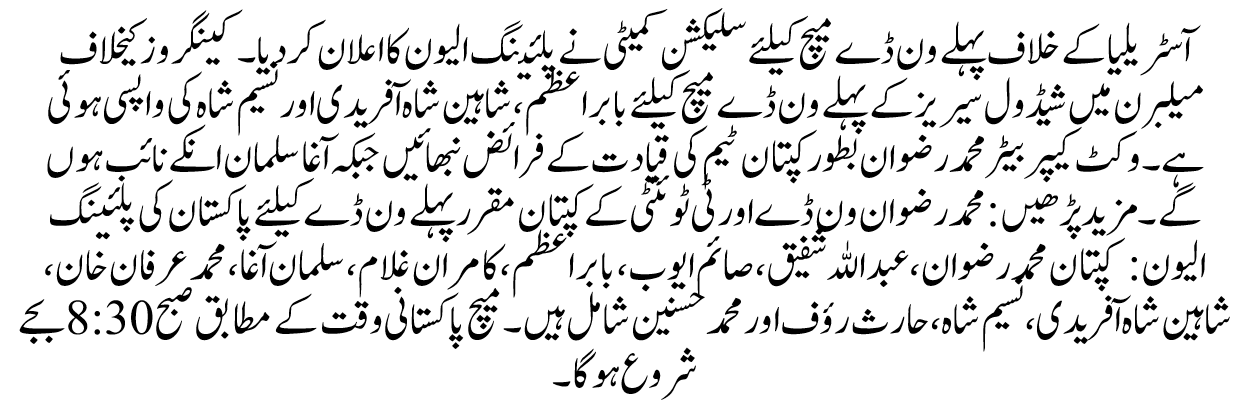 آسٹریلیا کے خلاف پہلے ون ڈے میچ کیلئے سلیکشن کمیٹی نے پلئینگ الیون کا اعلان کر دیا۔ کینگروز کیخلاف
میلبرن میں شیڈول سیریز کے پہلے ون ڈے میچ کیلئے بابراعظم، شاہین شاہ آفریدی اور نسیم شاہ کی واپسی ہوئی
ہے۔ وکٹ کیپر بیٹر محمد رضوان بطور کپتان ٹیم کی قیادت کے فرائض نبھائیں جبکہ آغا سلمان انکے نائب ہوں
گے۔ مزید پڑھیں: محمد رضوان ون ڈے اور ٹی ٹوئنٹی کے کپتان مقرر پہلے ون ڈے کیلئے پاکستان کی پلئینگ
الیون: کپتان محمد رضوان، عبداللہ شفیق، صائم ایوب، بابراعظم، کامران غلام، سلمان آغا، محمد عرفان خان،
شاہین شاہ آفریدی، نسیم شاہ، حارث رؤف اور محمد حسنین شامل ہیں۔ میچ پاکستانی وقت کے مطابق صبح 8:30 بجے
شروع ہوگا۔